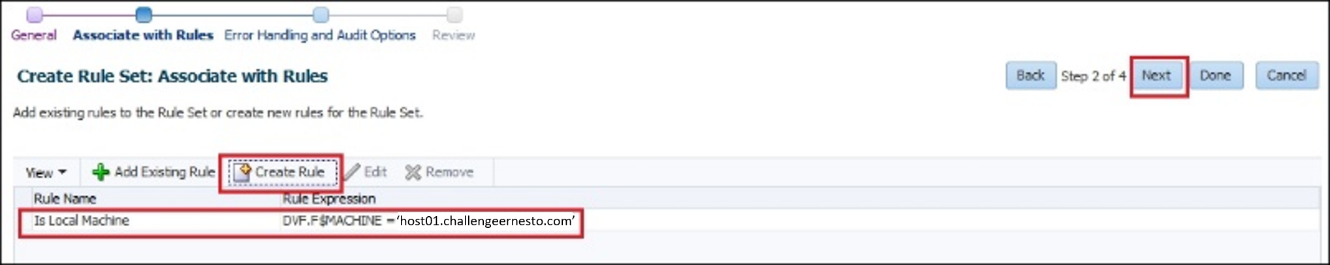 General Associate with Rules Error Handling and Audit Options Review
Create Rule Set: Associate with Rules
Back Step 2 of 4 Next Done Cancel
Add existing rules to the Rule Set or create new rules for the Rule Set.
View Add Existing Rule Create Rule Edit Remove
Rule Name Rule Expression
Is Local Machine DVF.F$MACHINE =‘host01.challengeernesto.com’